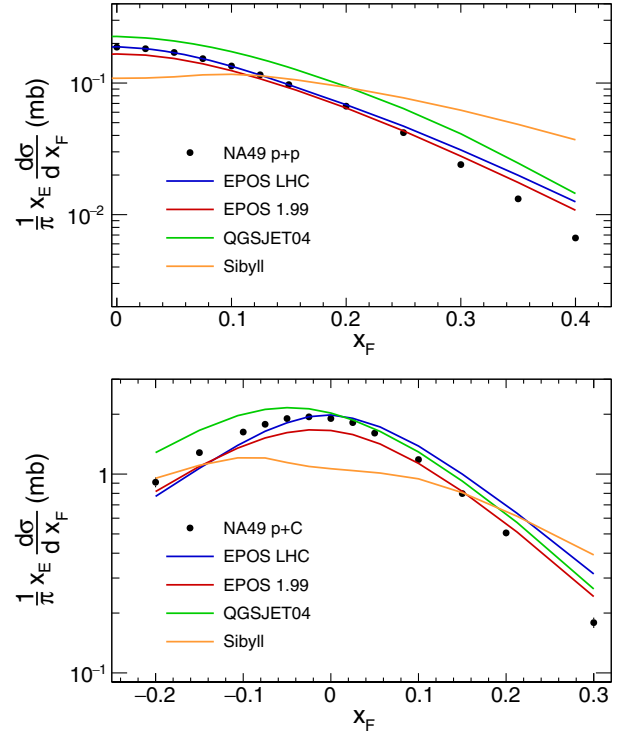 1/π x_E dσ/d x_F (mb)
10⁻¹
10⁻²
NA49 p+p
EPOS LHC
EPOS 1.99
QGSJET04
Sibyll
0 0.1 0.2 0.3 0.4
x_F
1/π x_E dσ/d x_F (mb)
1
10⁻¹
NA49 p+C
EPOS LHC
EPOS 1.99
QGSJET04
Sibyll
−0.2 −0.1 0 0.1 0.2 0.3
x_F